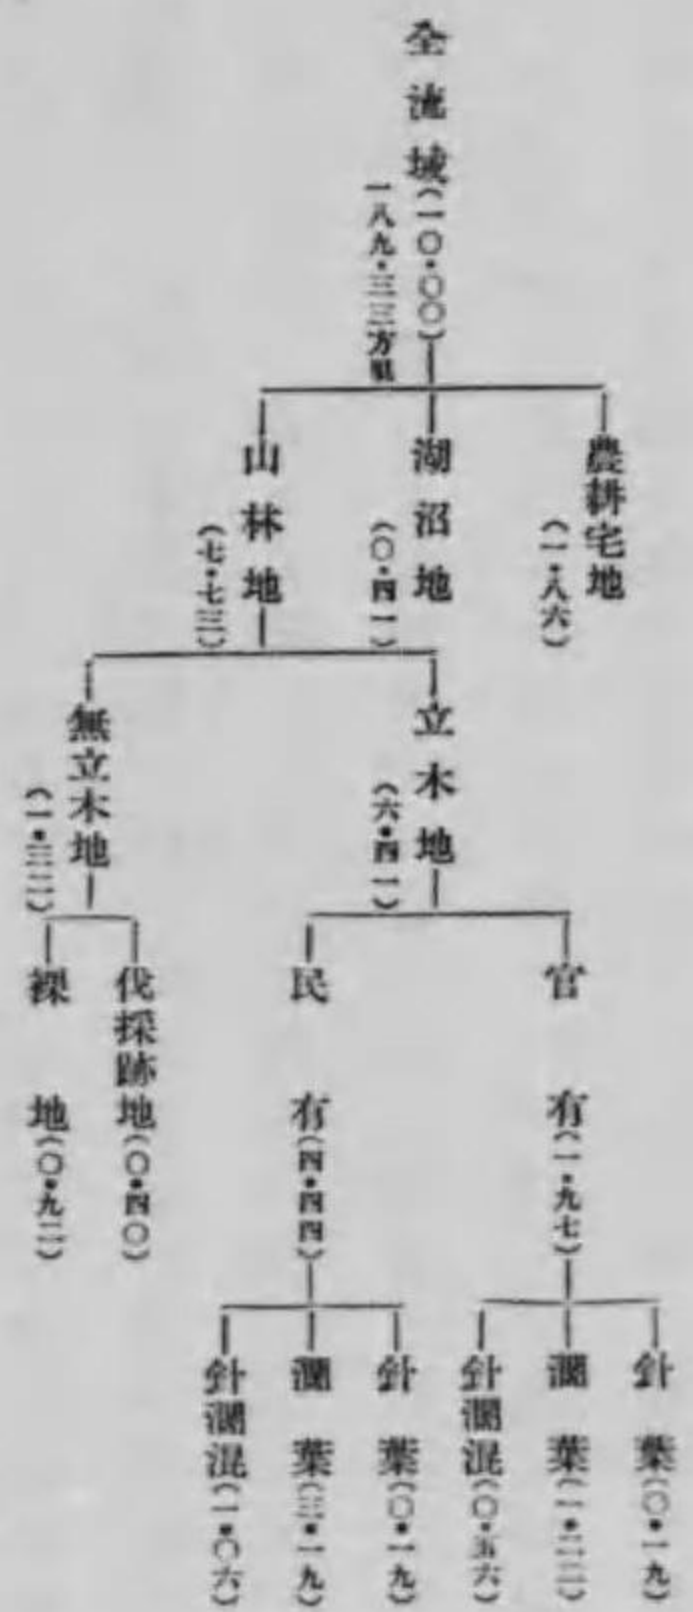 全流域(一〇・〇〇)
一八九・三三方里
農耕宅地
(一・八六)
湖沼地
(〇・四一)
山林地
(七・七三)
立木地
(六・四一)
無立木地
(一・三二)
官有(一・九七)
民有(四・四四)
伐採跡地(〇・四〇)
裸地(〇・九二)
針葉(〇・一九)
濶葉(一・二二)
針濶混(〇・五六)
針葉(〇・一九)
濶葉(三・一九)
針濶混(一・〇六)